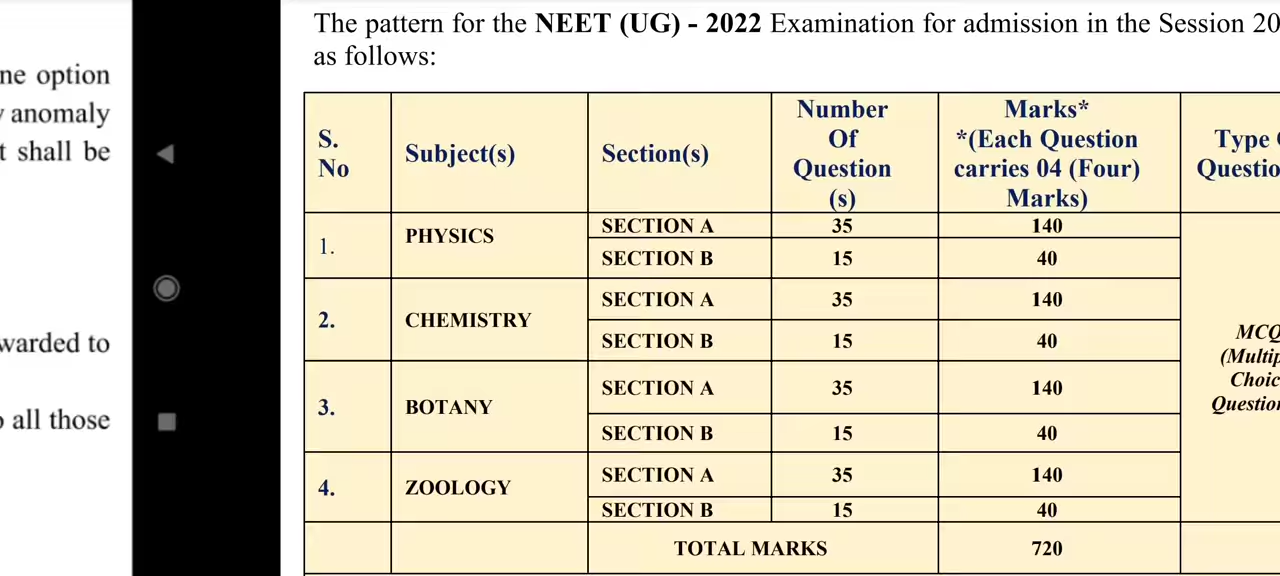 ne option
anomaly
t shall be
warded to
all those
The pattern for the NEET (UG) - 2022 Examination for admission in the Session 20
as follows:
S. No Subject(s) Section(s) Number Of Question (s) Marks* *(Each Question carries 04 (Four) Marks) Type Questio
1. PHYSICS SECTION A 35 140
SECTION B 15 40
2. CHEMISTRY SECTION A 35 140
SECTION B 15 40
3. BOTANY SECTION A 35 140
SECTION B 15 40
4. ZOOLOGY SECTION A 35 140
SECTION B 15 40
MCQ
(Multip
Choic
Question
TOTAL MARKS 720